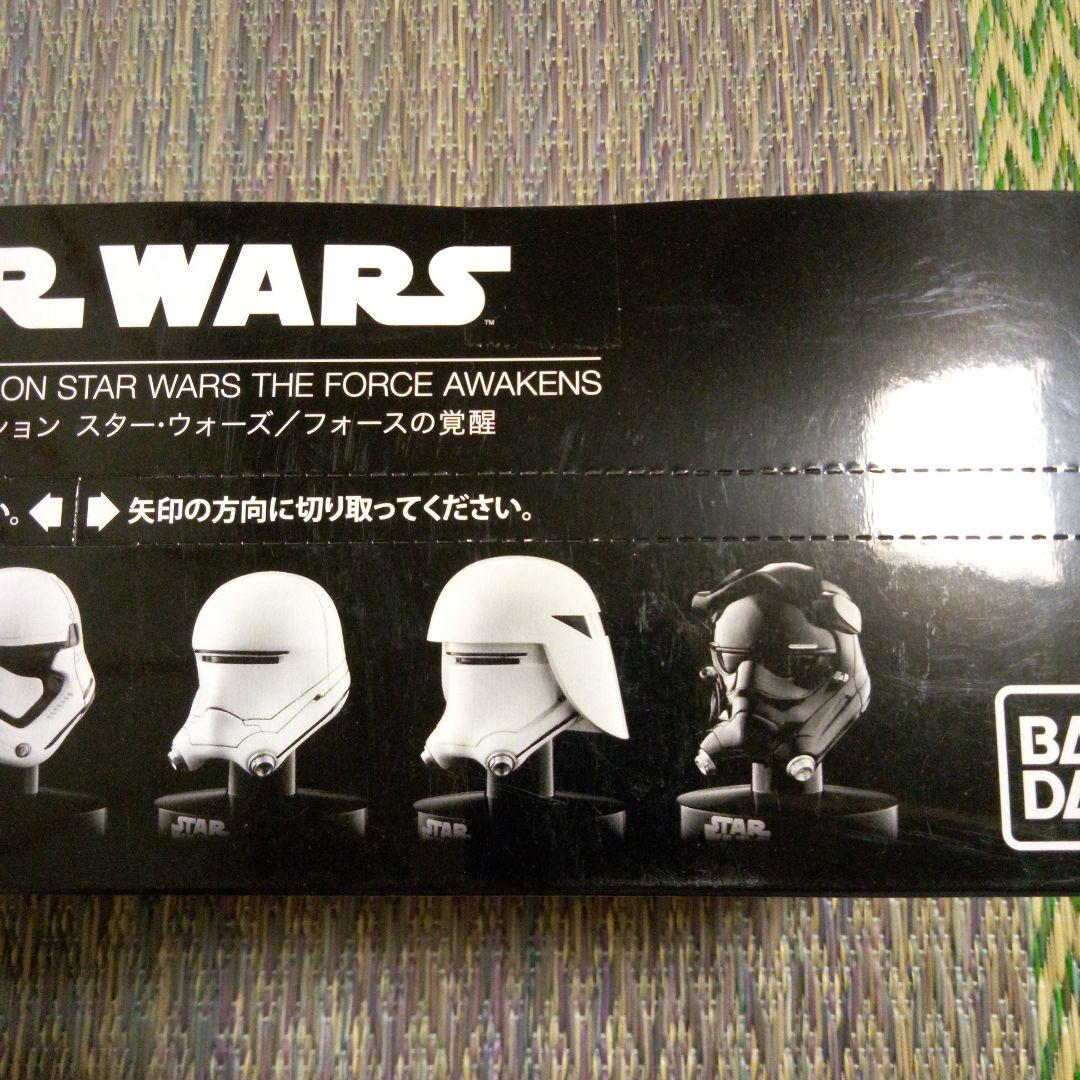 R WARS™
ON STAR WARS THE FORCE AWAKENS
ション スター・ウォーズ/フォースの覚醒
い。 矢印の方向に切り取ってください。
STAR
STAR
STAR
BA
DA